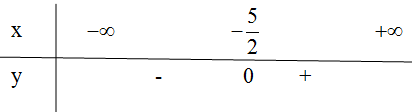 x −∞ −5/2 +∞
y - 0 +